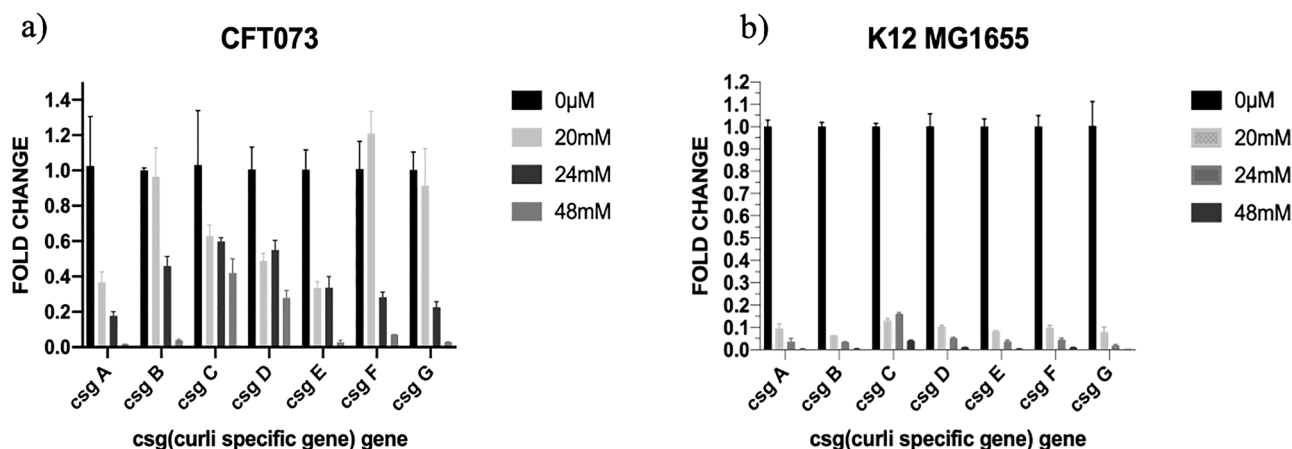 a)
CFT073
FOLD CHANGE
1.4
1.2
1.0
0.8
0.6
0.4
0.2
0.0
csg A
csg B
csg C
csg D
csg E
csg F
csg G
csg(curli specific gene) gene
0µM
20mM
24mM
48mM
b)
K12 MG1655
FOLD CHANGE
1.2
1.1
1.0
0.9
0.8
0.7
0.6
0.5
0.4
0.3
0.2
0.1
0.0
csg A
csg B
csg C
csg D
csg E
csg F
csg G
csg(curli specific gene) gene
0µM
20mM
24mM
48mM